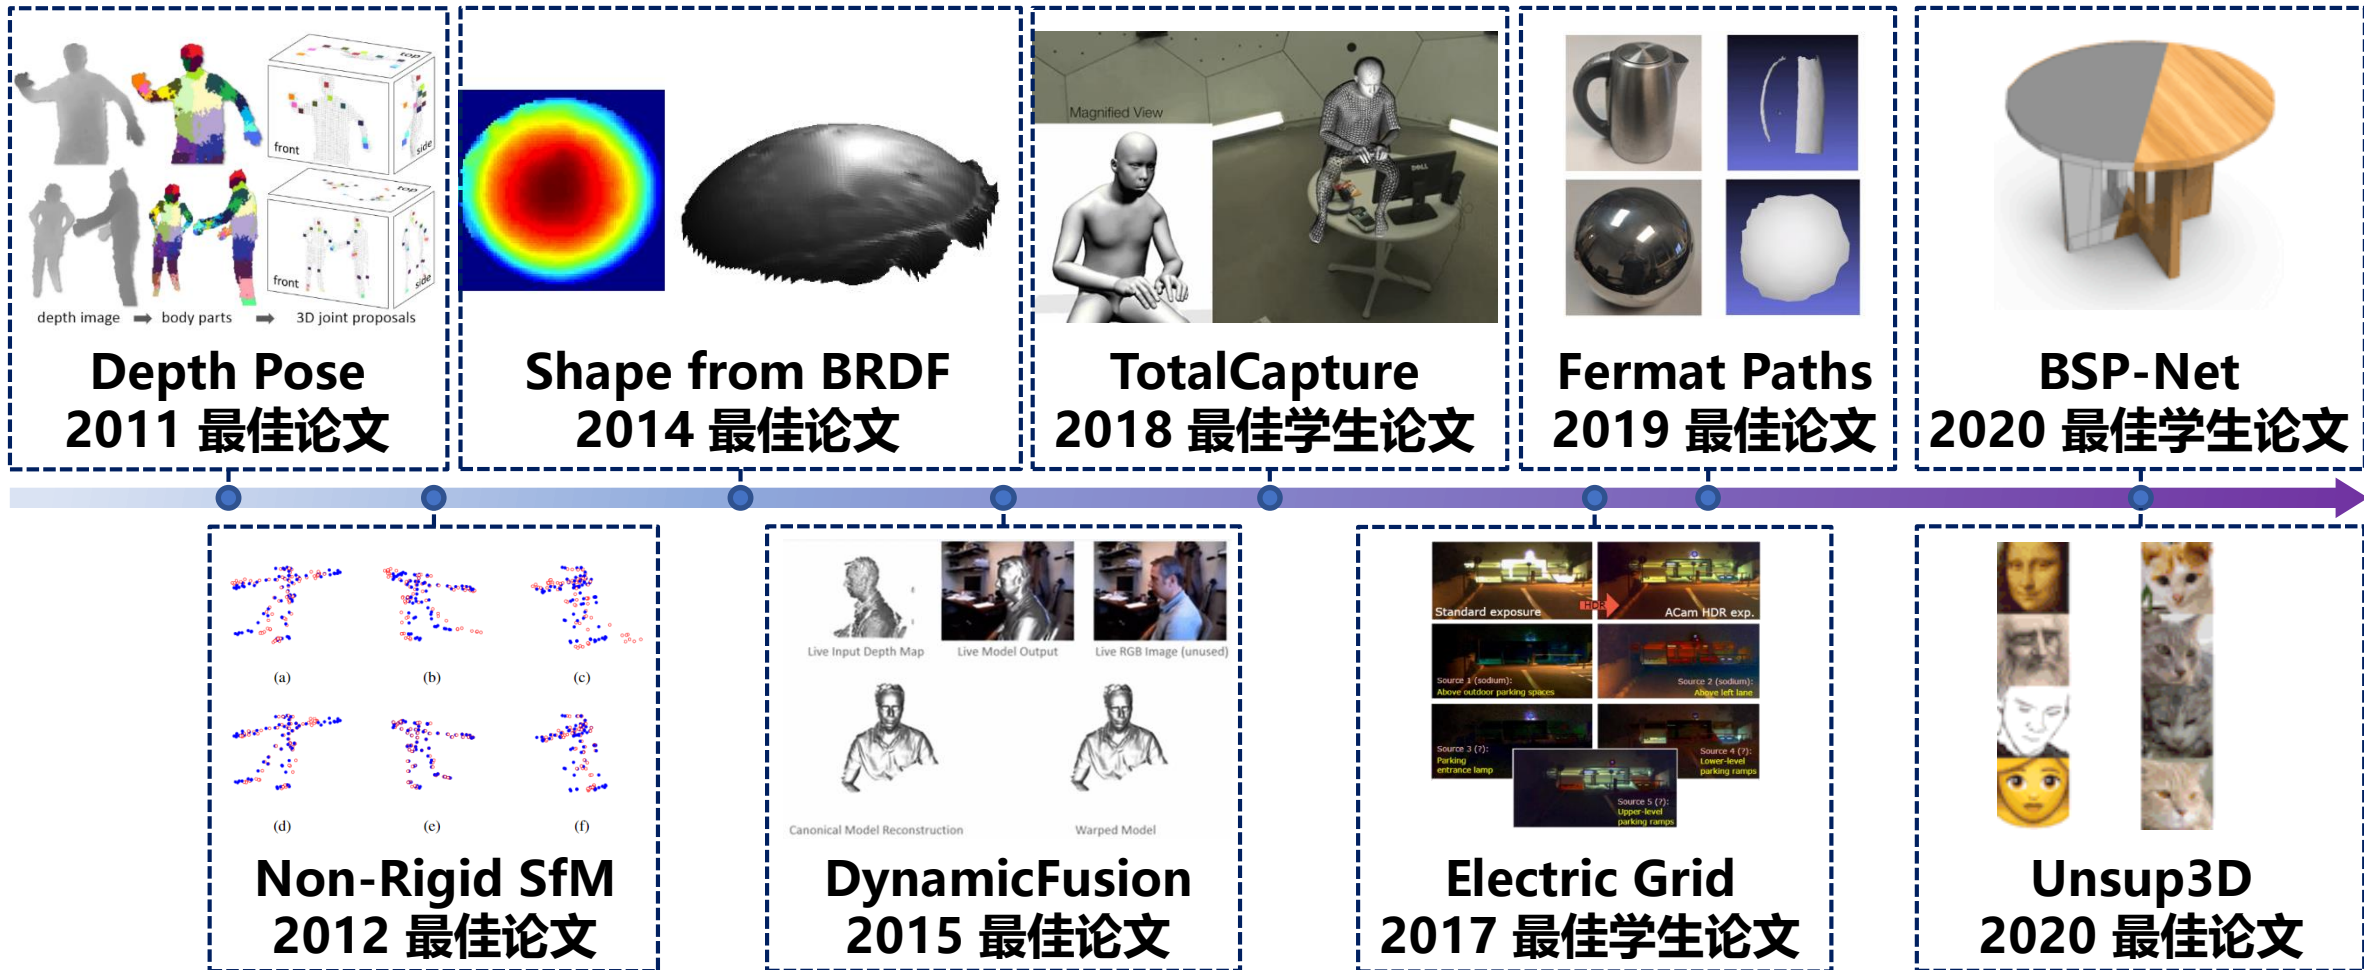 top
front
side
top
front
side
depth image
body parts
3D joint proposals
Depth Pose
2011 最佳论文
Shape from BRDF
2014 最佳论文
Magnified View
DELL
TotalCapture
2018 最佳学生论文
Fermat Paths
2019 最佳论文
BSP-Net
2020 最佳学生论文
(a)
(b)
(c)
(d)
(e)
(f)
Non-Rigid SfM
2012 最佳论文
Live Input Depth Map
Live Model Output
Live RGB Image (unused)
Canonical Model Reconstruction
Warped Model
DynamicFusion
2015 最佳论文
Standard exposure
HDR
ACam HDR exp.
Source 1 (sodium):
Above outdoor parking spaces
Source 2 (sodium):
Above left lane
Source 3 (?):
Parking
entrance lamp
Source 4 (?):
Lower-level
parking ramps
Source 5 (?):
Upper-level
parking ramps
Electric Grid
2017 最佳学生论文
Unsup3D
2020 最佳论文